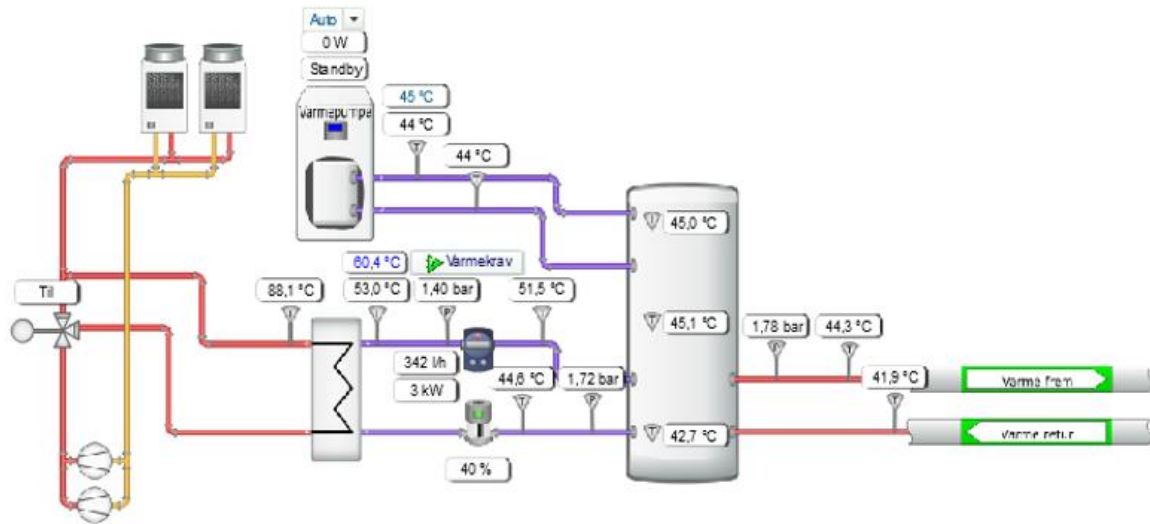 Auto
0 W
Standby
Varmepumpe
45 °C
44 °C
44 °C
45,0 °C
60,4 °C
Varmekrav
Til
88,1 °C
53,0 °C
1,40 bar
51,5 °C
45,1 °C
1,78 bar
44,3 °C
342 l/h
3 kW
44,6 °C
1,72 bar
41,9 °C
Varme frem
42,7 °C
Varme retur
40 %